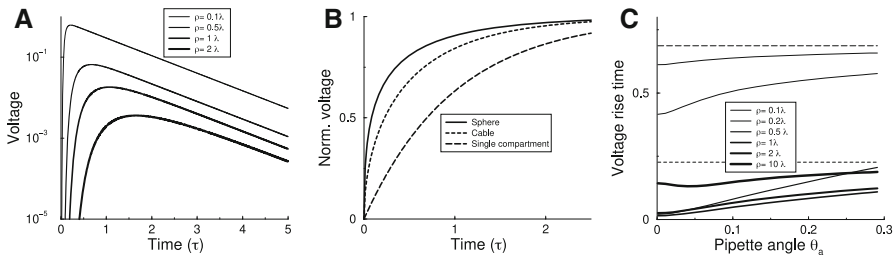 A
ρ= 0.1λ
ρ= 0.5λ
ρ= 1 λ
ρ= 2 λ
10⁻¹
10⁻³
10⁻⁵
Voltage
0 1 2 3 4 5
Time (τ)
B
1
0.5
0
Norm. voltage
Sphere
Cable
Single compartment
0 1 2
Time (τ)
C
0.5
0
Voltage rise time
ρ= 0.1λ
ρ= 0.2λ
ρ= 0.5 λ
ρ= 1λ
ρ= 2 λ
ρ= 10 λ
0 0.1 0.2 0.3
Pipette angle θₐ